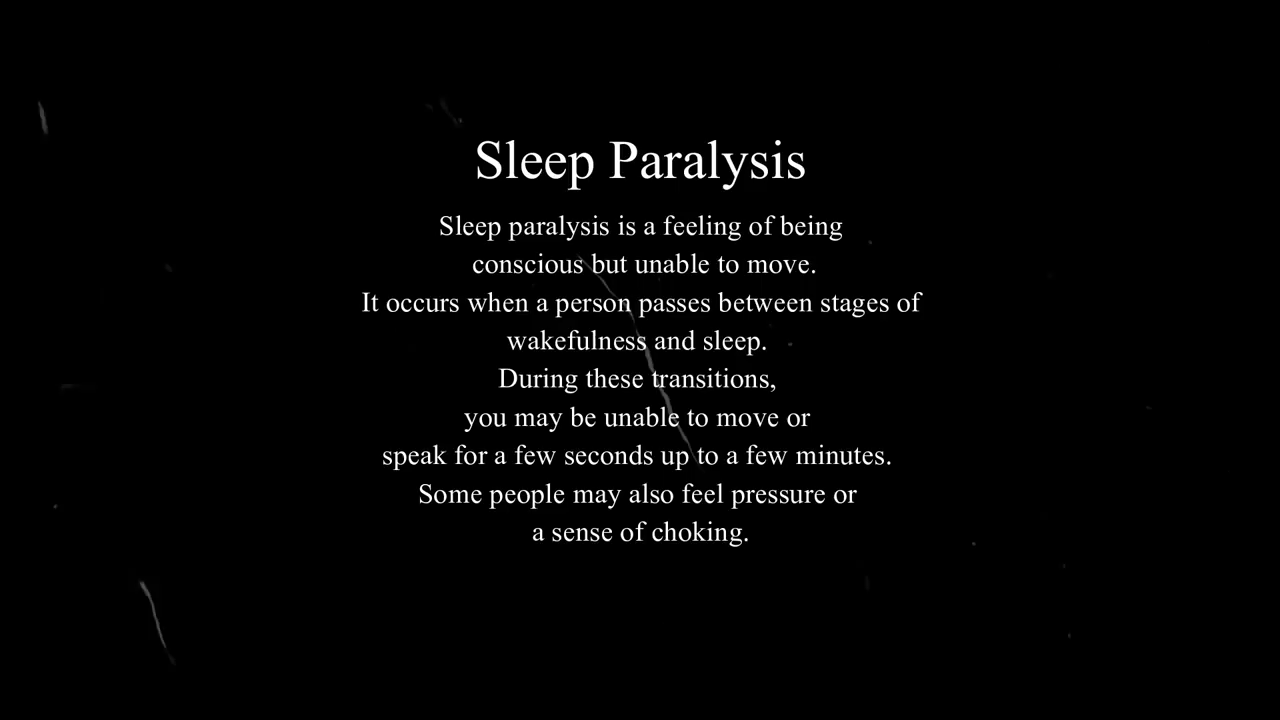 Sleep Paralysis
Sleep paralysis is a feeling of being
conscious but unable to move.
It occurs when a person passes between stages of
wakefulness and sleep.
During these transitions,
you may be unable to move or
speak for a few seconds up to a few minutes.
Some people may also feel pressure or
a sense of choking.